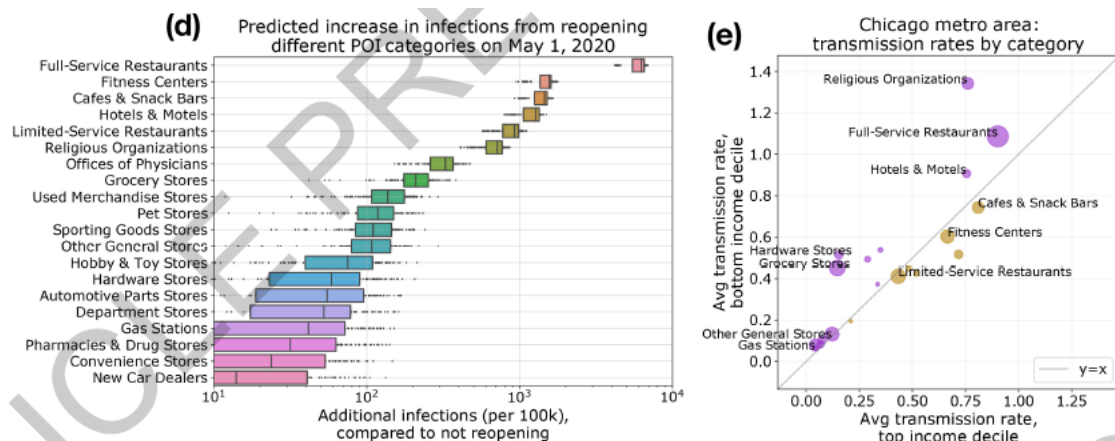 (d)
Predicted increase in infections from reopening
different POI categories on May 1, 2020
Full-Service Restaurants
Fitness Centers
Cafes & Snack Bars
Hotels & Motels
Limited-Service Restaurants
Religious Organizations
Offices of Physicians
Grocery Stores
Used Merchandise Stores
Pet Stores
Sporting Goods Stores
Other General Stores
Hobby & Toy Stores
Hardware Stores
Automotive Parts Stores
Department Stores
Gas Stations
Pharmacies & Drug Stores
Convenience Stores
New Car Dealers
10¹ 10² 10³ 10⁴
Additional infections (per 100k),
compared to not reopening
(e)
Chicago metro area:
transmission rates by category
Avg transmission rate,
bottom income decile
1.4
1.2
1.0
0.8
0.6
0.4
0.2
0.0
Religious Organizations
Full-Service Restaurants
Hotels & Motels
Cafes & Snack Bars
Fitness Centers
Hardware Stores
Grocery Stores
Limited-Service Restaurants
Other General Stores
Gas Stations
y=x
0.00 0.25 0.50 0.75 1.00 1.25
Avg transmission rate,
top income decile